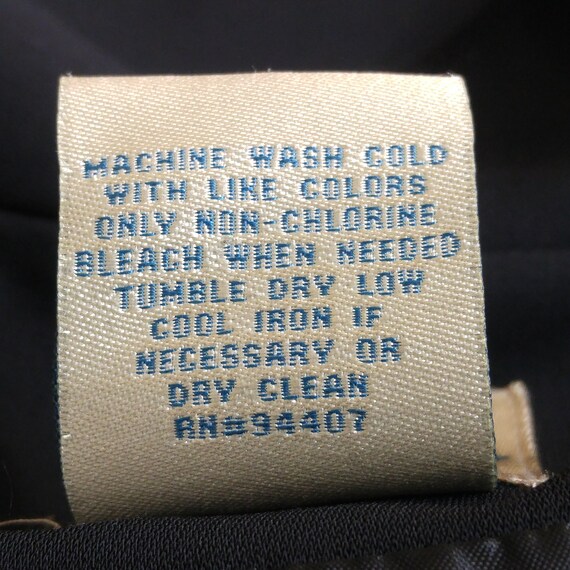 MACHINE WASH COLD
WITH LIKE COLORS
ONLY NON-CHLORINE
BLEACH WHEN NEEDED
TUMBLE DRY LOW
COOL IRON IF
NECESSARY OR
DRY CLEAN
RN#94407